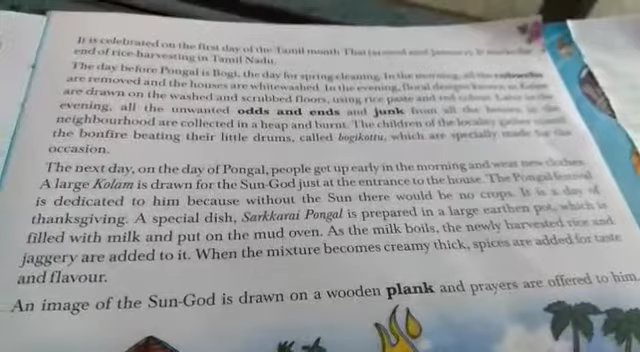 It is celebrated on the first day of the Tamil month Thai
end of rice-harvesting in Tamil Nadu.
The day before Pongal is Bogi, the day for spring-cleaning. In the morning, all the cobwebs
are removed and the houses are whitewashed. In the evening, floral designs known as Kolam
are drawn on the washed and scrubbed floors, using rice paste and red colour. Later in the
evening, all the unwanted odds and ends and junk from all the houses in the
neighbourhood are collected in a heap and burnt. The children of the locality gather round
the bonfire beating their little drums, called bogikottu, which are specially made for the
occasion.
The next day, on the day of Pongal, people get up early in the morning and wear new clothes.
A large Kolam is drawn for the Sun-God just at the entrance to the house. The Pongal festival
is dedicated to him because without the Sun there would be no crops. It is a day of
thanksgiving. A special dish, Sarkkarai Pongal is prepared in a large earthen pot, which is
filled with milk and put on the mud oven. As the milk boils, the newly harvested rice and
jaggery are added to it. When the mixture becomes creamy thick, spices are added for taste
and flavour.
An image of the Sun-God is drawn on a wooden plank and prayers are offered to him.